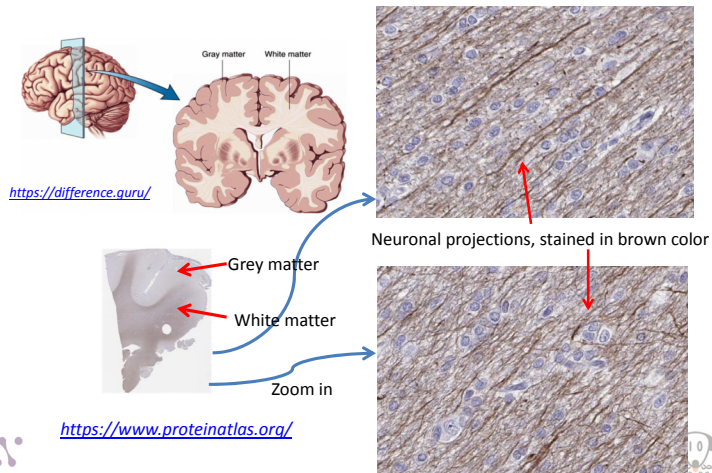 Gray matter
White matter
https://difference.guru/
Neuronal projections, stained in brown color
Grey matter
White matter
Zoom in
https://www.proteinatlas.org/